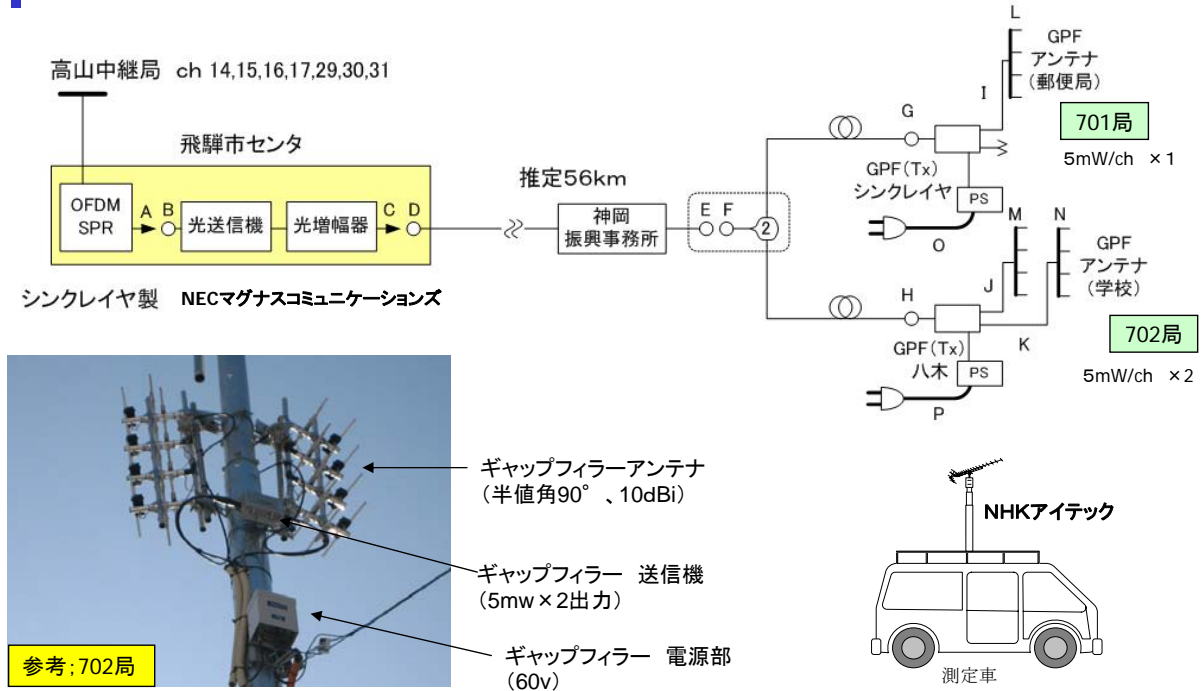 高山中継局 ch 14,15,16,17,29,30,31
飛騨市センタ
OFDM
SPR
A
B
光送信機
光増幅器
C
D
シンクレイヤ製
NECマグナスコミュニケーションズ
推定56km
神岡
振興事務所
E
F
2
G
GPF(Tx)
シンクレイヤ
PS
O
I
L
GPF
アンテナ
(郵便局)
701局
5mW/ch ×1
H
GPF(Tx)
八木
PS
P
J
K
M
N
GPF
アンテナ
(学校)
702局
5mW/ch ×2
ギャップフィラーアンテナ
(半値角90°、10dBi)
ギャップフィラー 送信機
(5mw×2出力)
ギャップフィラー 電源部
(60v)
参考;702局
NHKアイテック
測定車